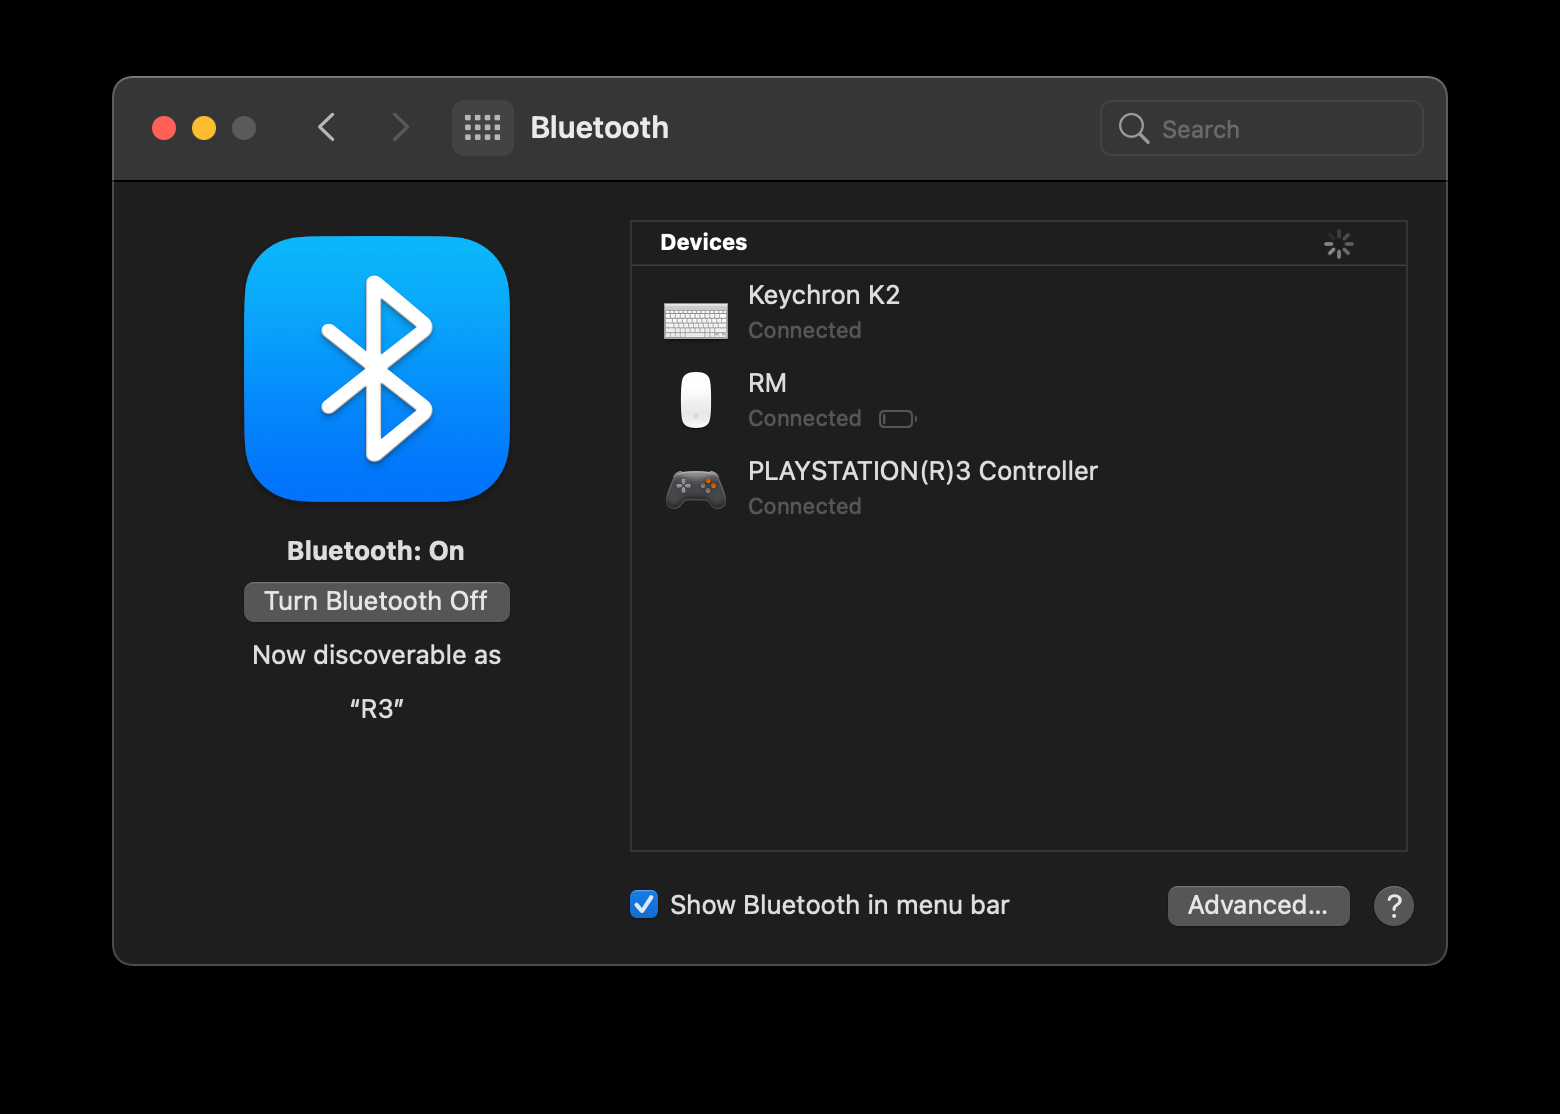 Bluetooth
Search
Bluetooth: On
Turn Bluetooth Off
Now discoverable as
“R3”
Devices
Keychron K2
Connected
RM
Connected
PLAYSTATION(R)3 Controller
Connected
Show Bluetooth in menu bar
Advanced...
?